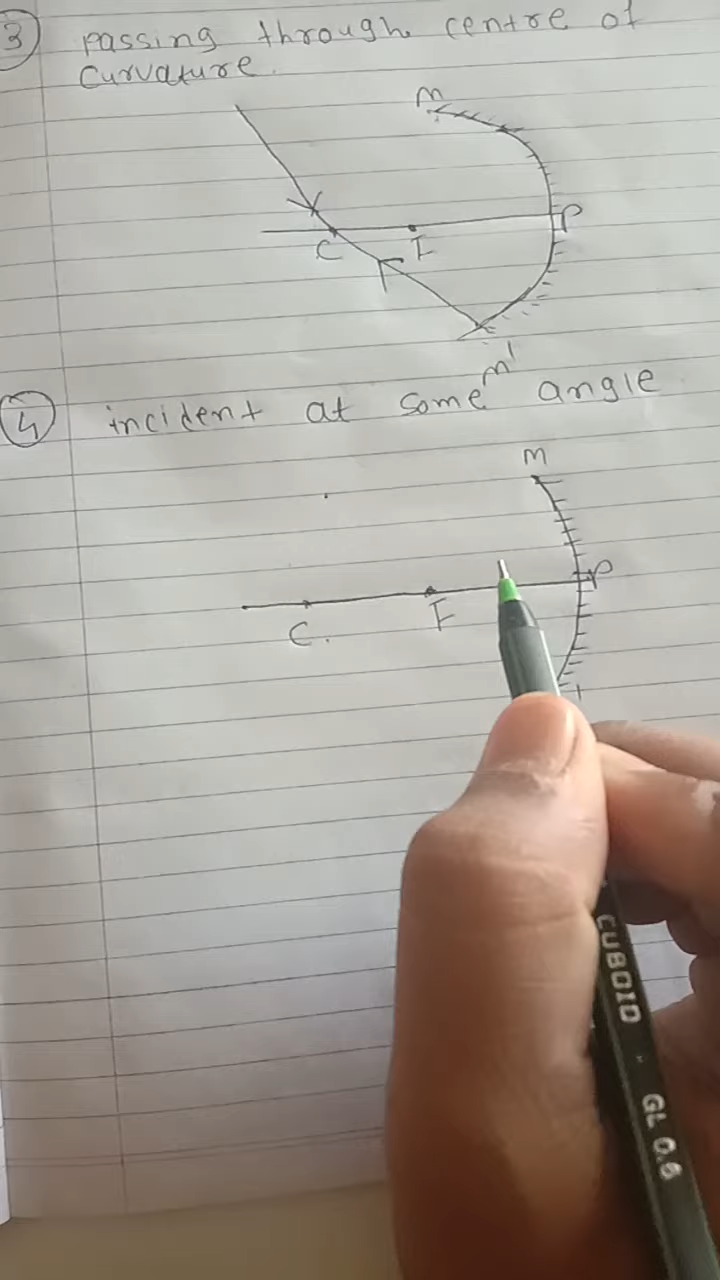 3 passing through centre of
curvature.
M
P
C
F
M'
4 incident at some angle
M
P
C.
F
CUBOID
GL 0.6